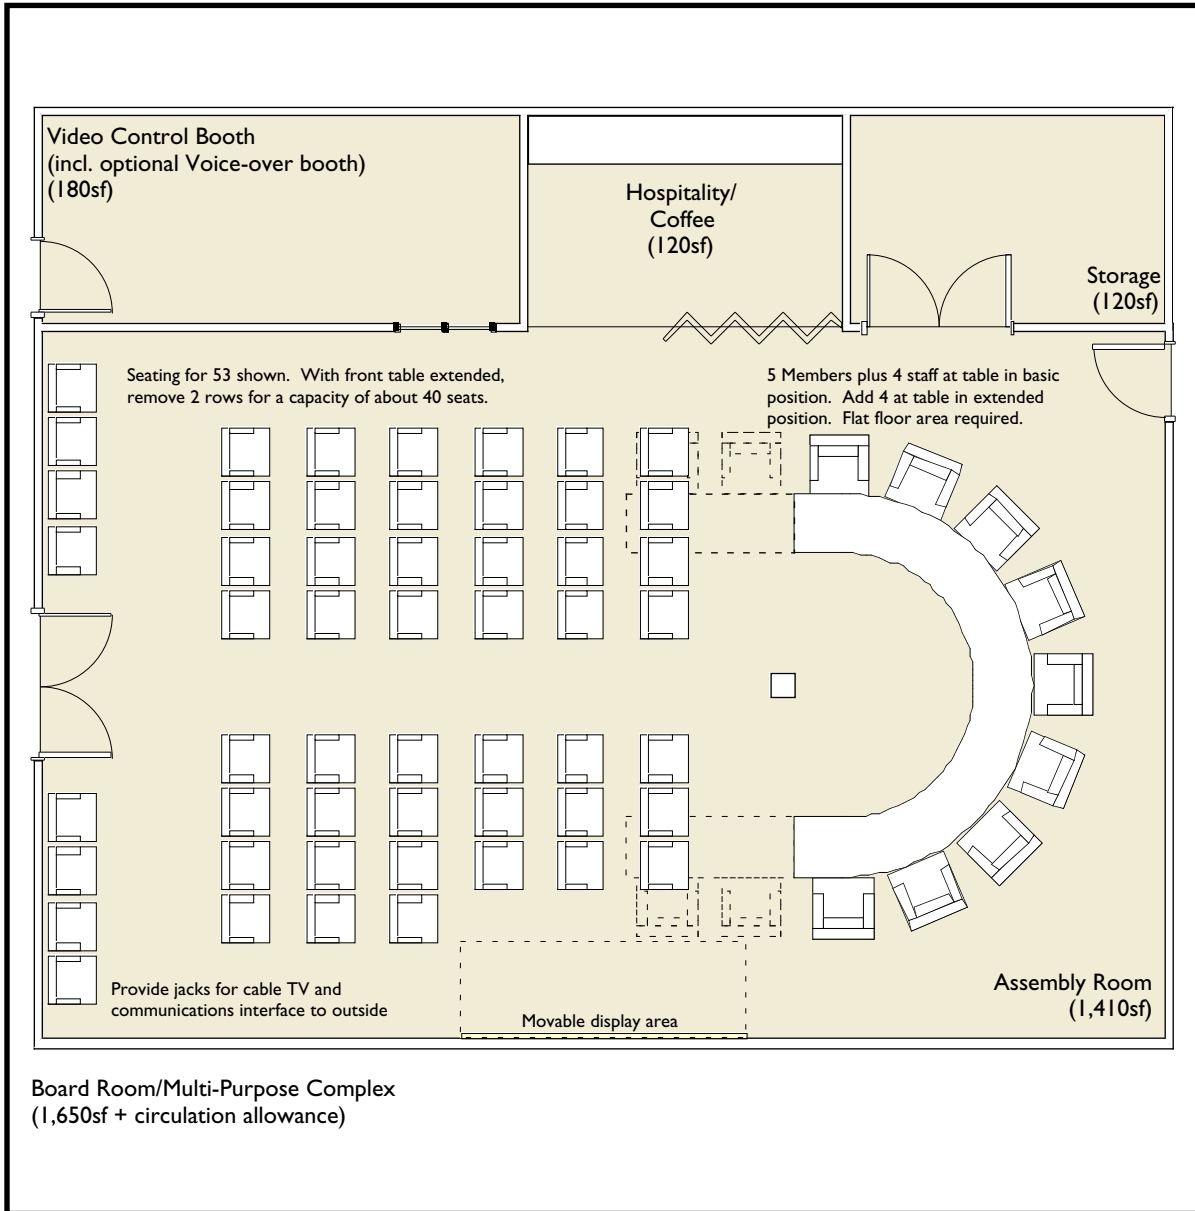 Video Control Booth
(incl. optional Voice-over booth)
(180sf)
Hospitality/
Coffee
(120sf)
Storage
(120sf)
Seating for 53 shown.  With front table extended,
remove 2 rows for a capacity of about 40 seats.
5 Members plus 4 staff at table in basic
position.  Add 4 at table in extended
position.  Flat floor area required.
Provide jacks for cable TV and
communications interface to outside
Movable display area
Assembly Room
(1,410sf)
Board Room/Multi-Purpose Complex
(1,650sf + circulation allowance)